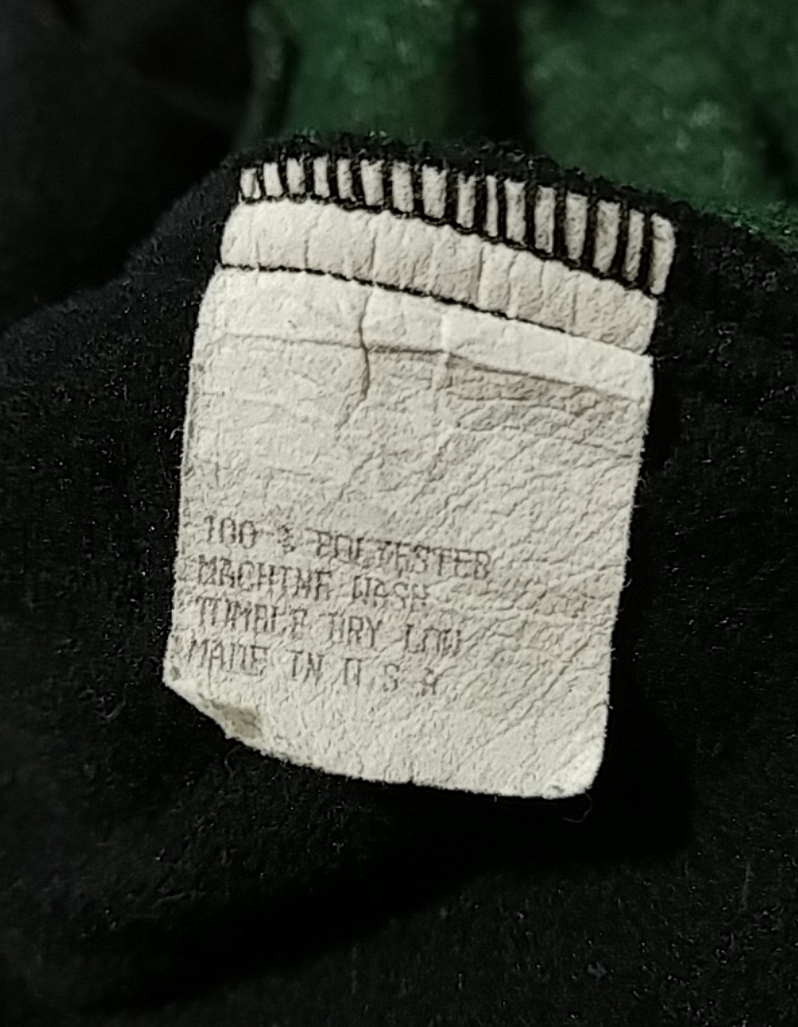 100 % POLYESTER
MACHINE WASH
TUMBLE DRY LOW
MADE IN U S A